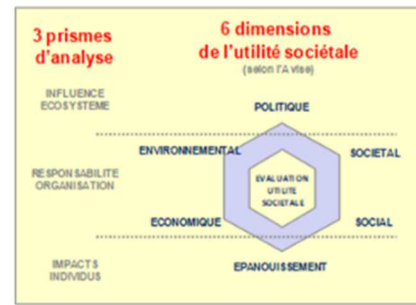 3 prismes
d'analyse
6 dimensions
de l'utilité sociétale
(selon l'Avise)
INFLUENCE
ECOSYSTEME
POLITIQUE
ENVIRONNEMENTAL
SOCIETAL
RESPONSABILITE
ORGANISATION
EVALUATION
UTILITE
SOCIETALE
ECONOMIQUE
SOCIAL
IMPACTS
INDIVIDUS
EPANOUISSEMENT